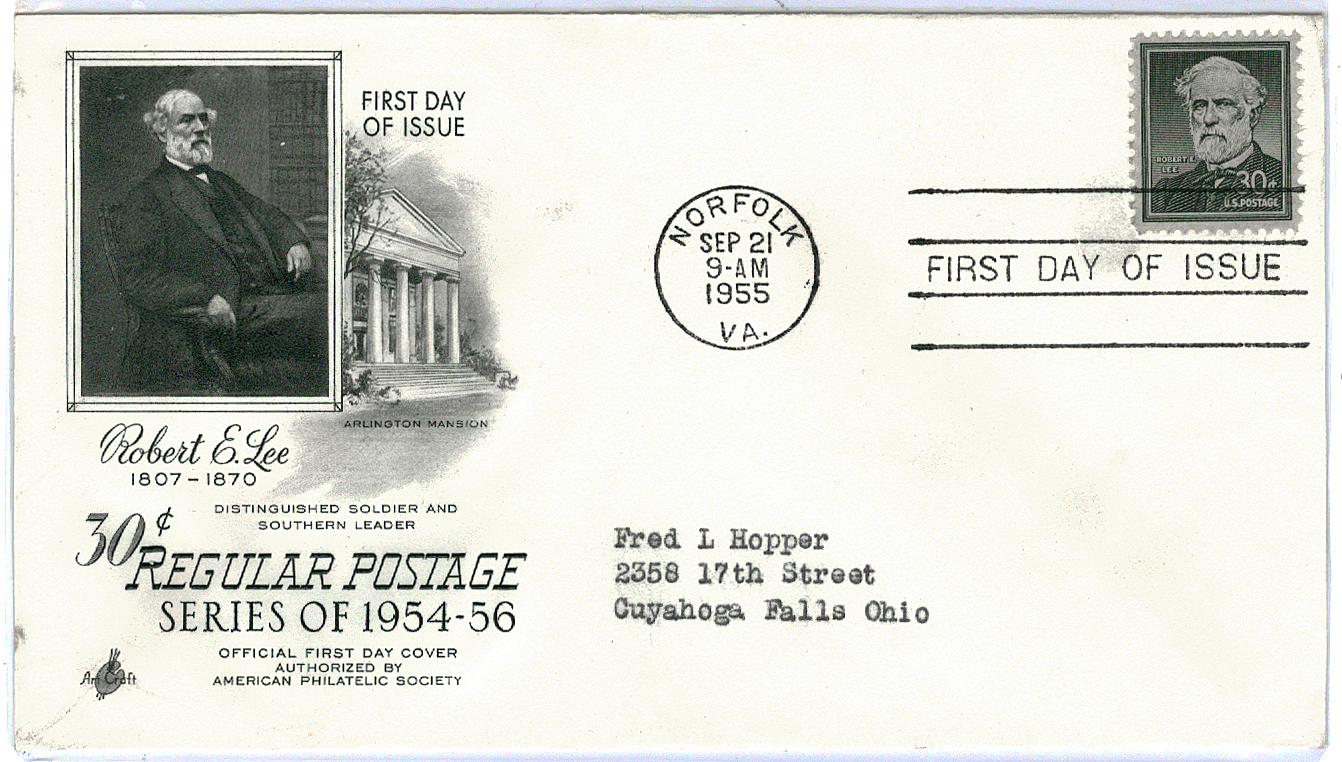 FIRST DAY
OF ISSUE
ARLINGTON MANSION
Robert E. Lee
1807-1870
DISTINGUISHED SOLDIER AND
SOUTHERN LEADER
30¢
REGULAR POSTAGE
SERIES OF 1954-56
OFFICIAL FIRST DAY COVER
AUTHORIZED BY
AMERICAN PHILATELIC SOCIETY
Art Craft
NORFOLK
SEP 21
9-AM
1955
VA.
ROBERT E.
LEE
30¢
U.S. POSTAGE
FIRST DAY OF ISSUE
Fred L Hopper
2358 17th Street
Cuyahoga Falls Ohio